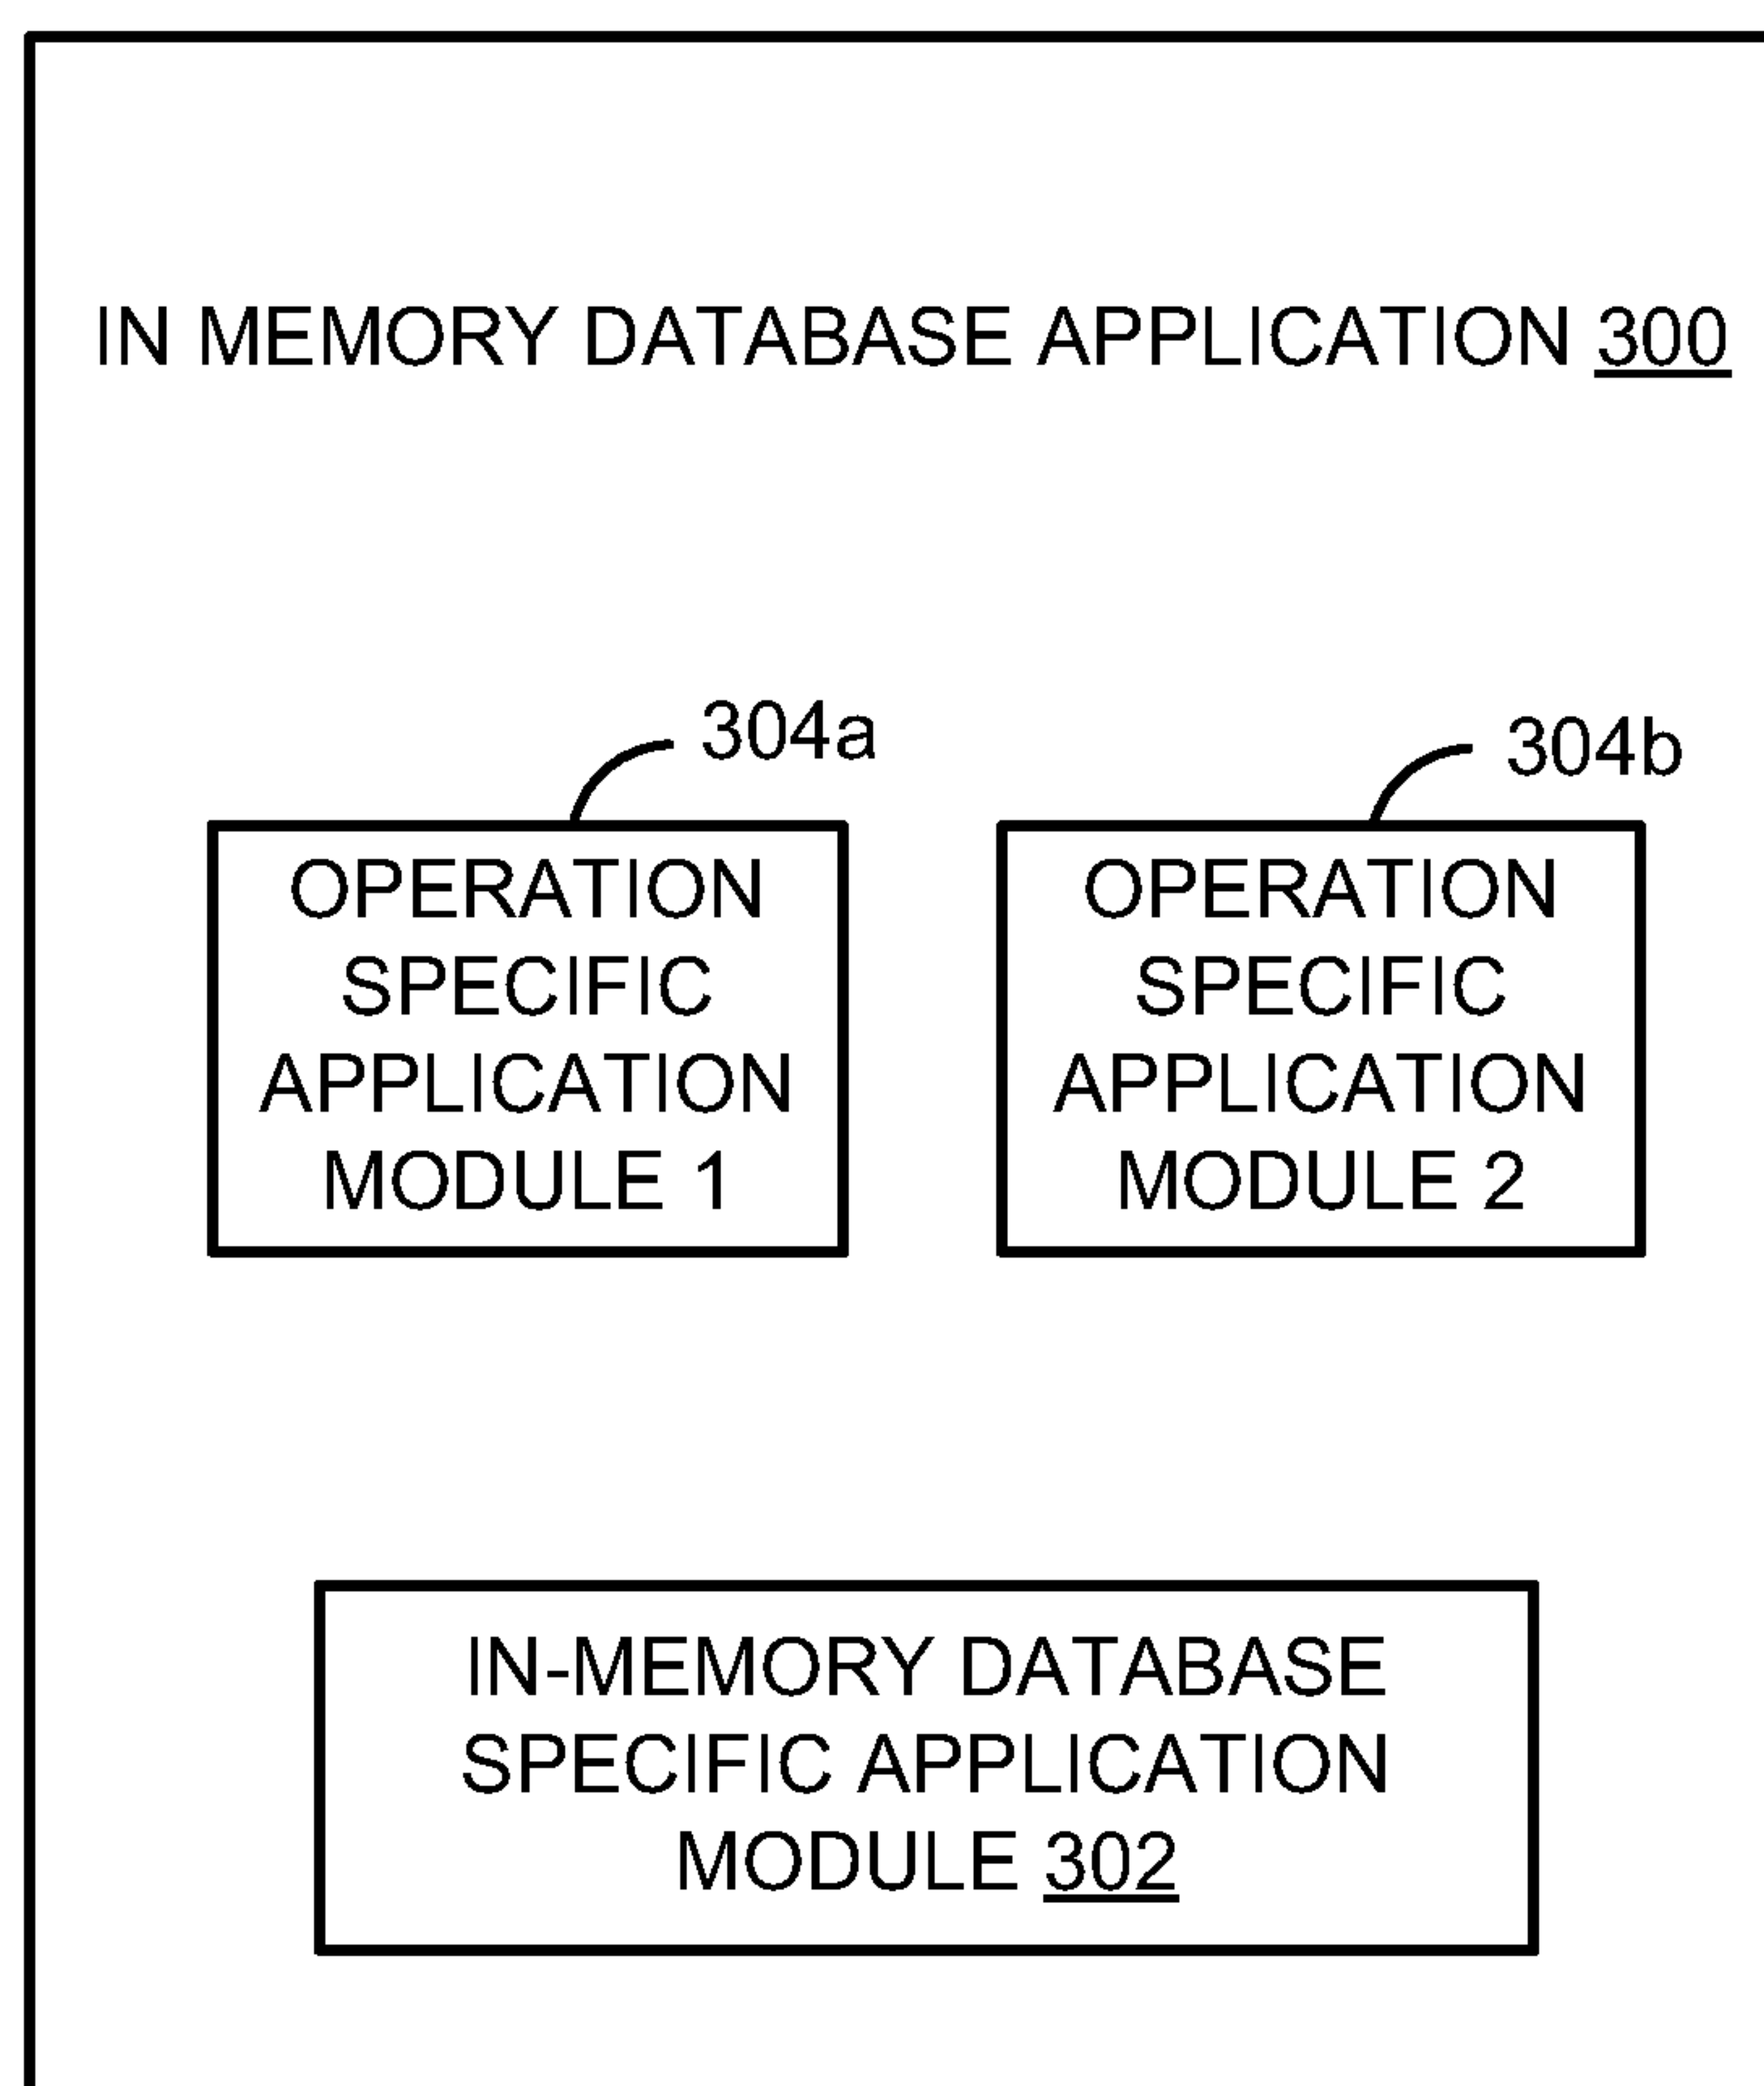 IN MEMORY DATABASE APPLICATION 300
304a
304b
OPERATION
SPECIFIC
APPLICATION
MODULE 1
OPERATION
SPECIFIC
APPLICATION
MODULE 2
IN-MEMORY DATABASE
SPECIFIC APPLICATION
MODULE 302